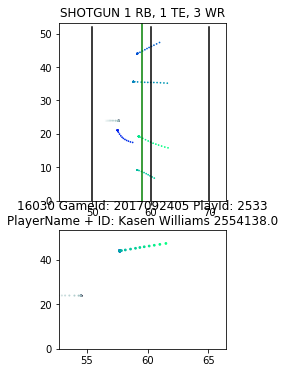 SHOTGUN 1 RB, 1 TE, 3 WR
50
40
30
20
10
0
50 60 70
16030 GameId: 2017092405 PlayId: 2533
PlayerName + ID: Kasen Williams 2554138.0
40
20
0
55 60 65